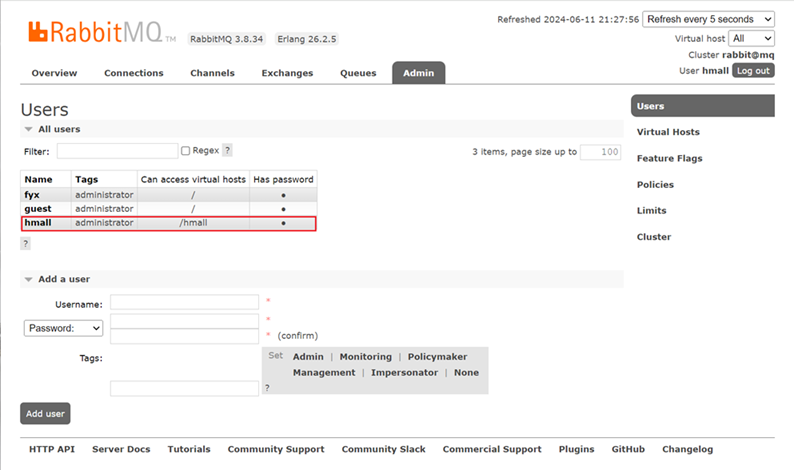 Refreshed 2024-06-11 21:27:56 Refresh every 5 seconds
RabbitMQ TM RabbitMQ 3.8.34 Erlang 26.2.5
Virtual host All
Cluster rabbit@mq
User hmall Log out
Overview Connections Channels Exchanges Queues Admin
Users
All users
Filter: Regex ? 3 items, page size up to 100
Name Tags Can access virtual hosts Has password
fyx administrator / •
guest administrator / •
hmall administrator /hmall •
?
Add a user
Username: *
Password: *
* (confirm)
Tags: Set Admin | Monitoring | Policymaker
Management | Impersonator | None
?
Add user
Users
Virtual Hosts
Feature Flags
Policies
Limits
Cluster
HTTP API Server Docs Tutorials Community Support Community Slack Commercial Support Plugins GitHub Changelog